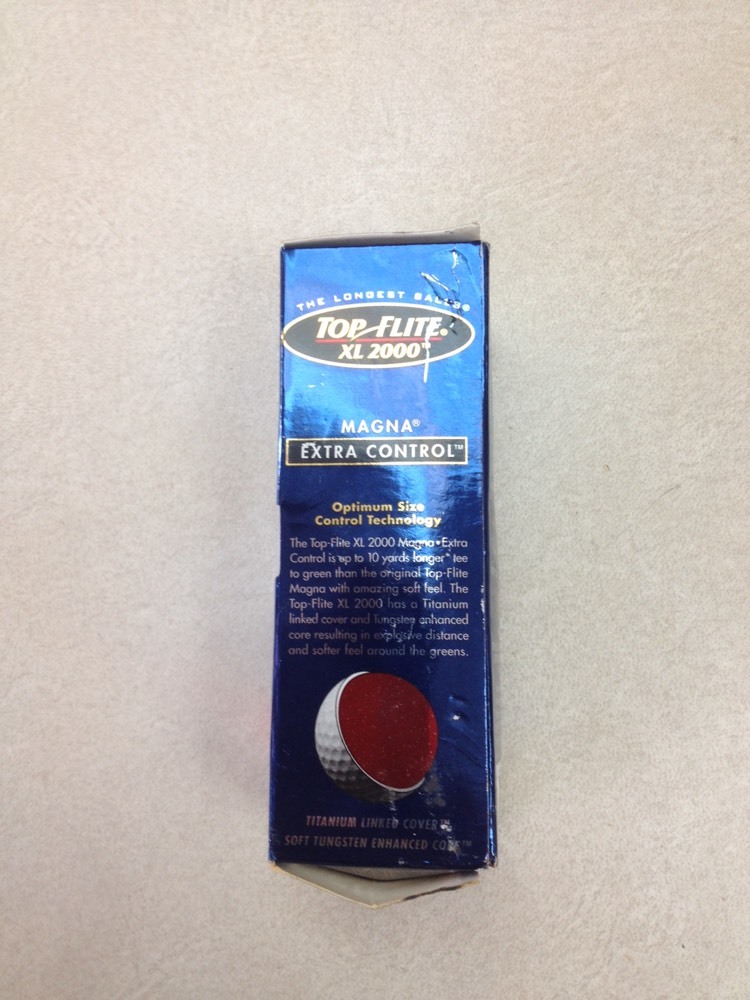 THE LONGEST BALLS®
TOP-FLITE®
XL 2000™
MAGNA®
EXTRA CONTROL™
Optimum Size
Control Technology
The Top-Flite XL 2000 Magna•Extra
Control is up to 10 yards longer* tee
to green than the original Top-Flite
Magna with amazing soft feel. The
Top-Flite XL 2000 has a Titanium
linked cover and Tungsten enhanced
core resulting in explosive distance
and softer feel around the greens.
TITANIUM LINKED COVER™
SOFT TUNGSTEN ENHANCED CORE™